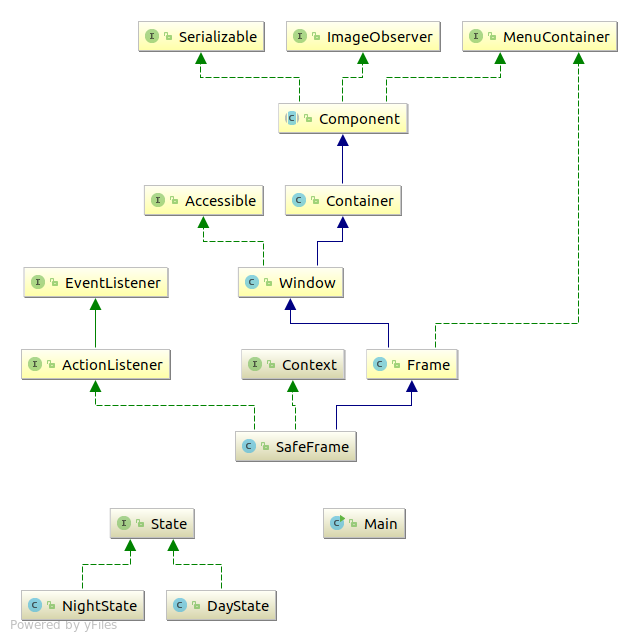 Serializable
ImageObserver
MenuContainer
Component
Accessible
Container
EventListener
Window
ActionListener
Context
Frame
SafeFrame
State
Main
NightState
DayState
Powered by yFiles